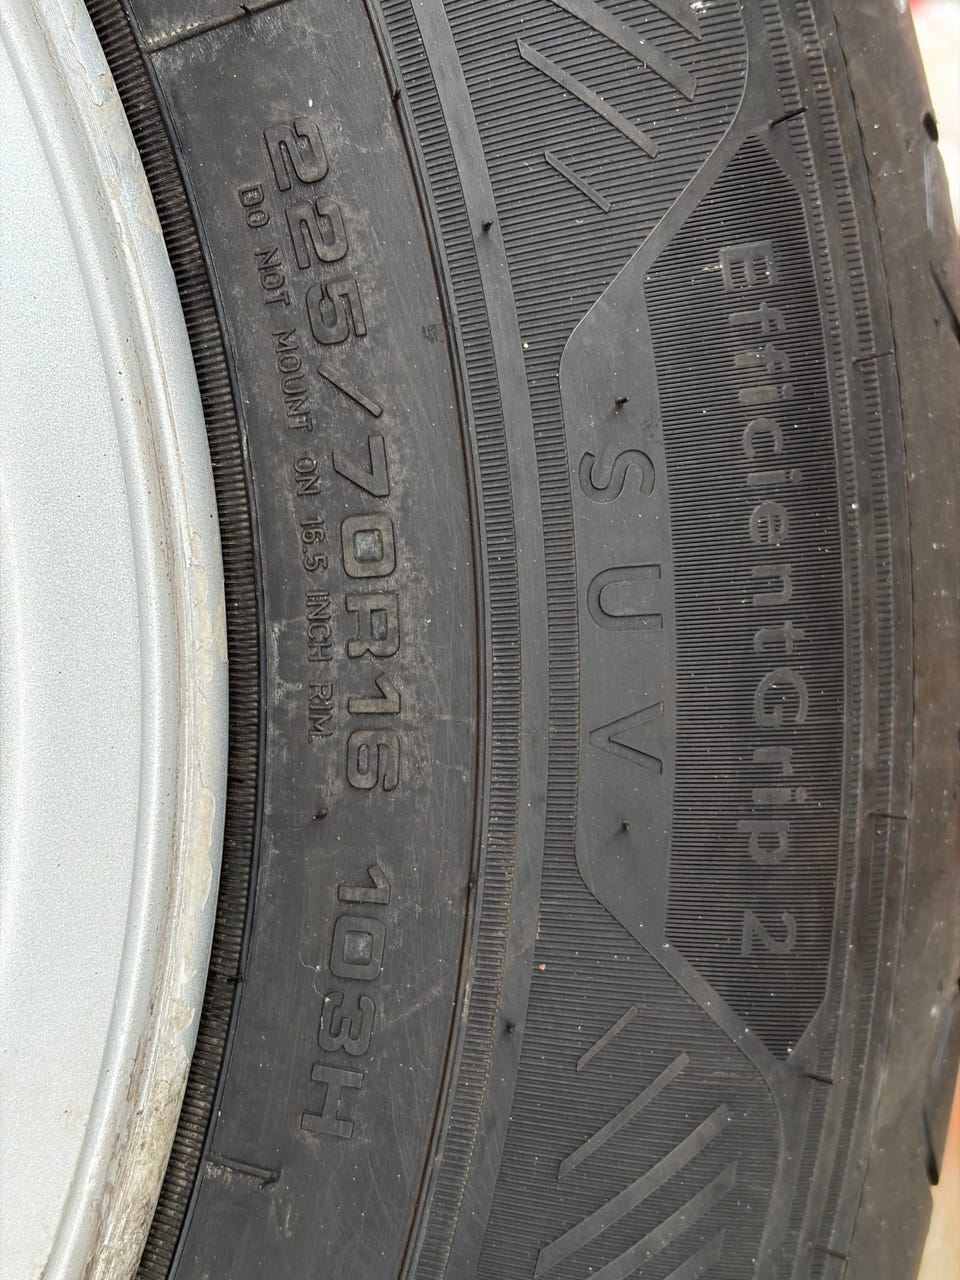 EfficientGrip 2
SUV
225/70R16 103H
DO NOT MOUNT ON 16.5 INCH RIM